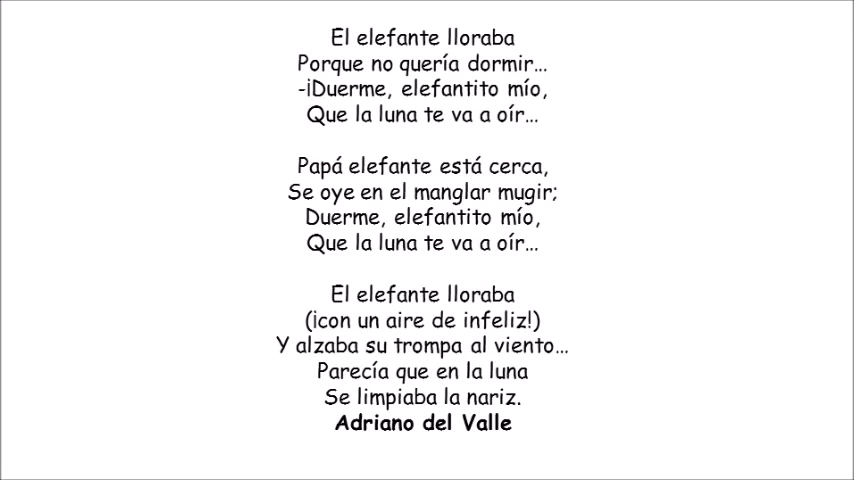 El elefante lloraba
Porque no quería dormir...
-¡Duerme, elefantito mío,
Que la luna te va a oír...
Papá elefante está cerca,
Se oye en el manglar mugir;
Duerme, elefantito mío,
Que la luna te va a oír...
El elefante lloraba
(¡con un aire de infeliz!)
Y alzaba su trompa al viento...
Parecía que en la luna
Se limpiaba la nariz.
Adriano del Valle